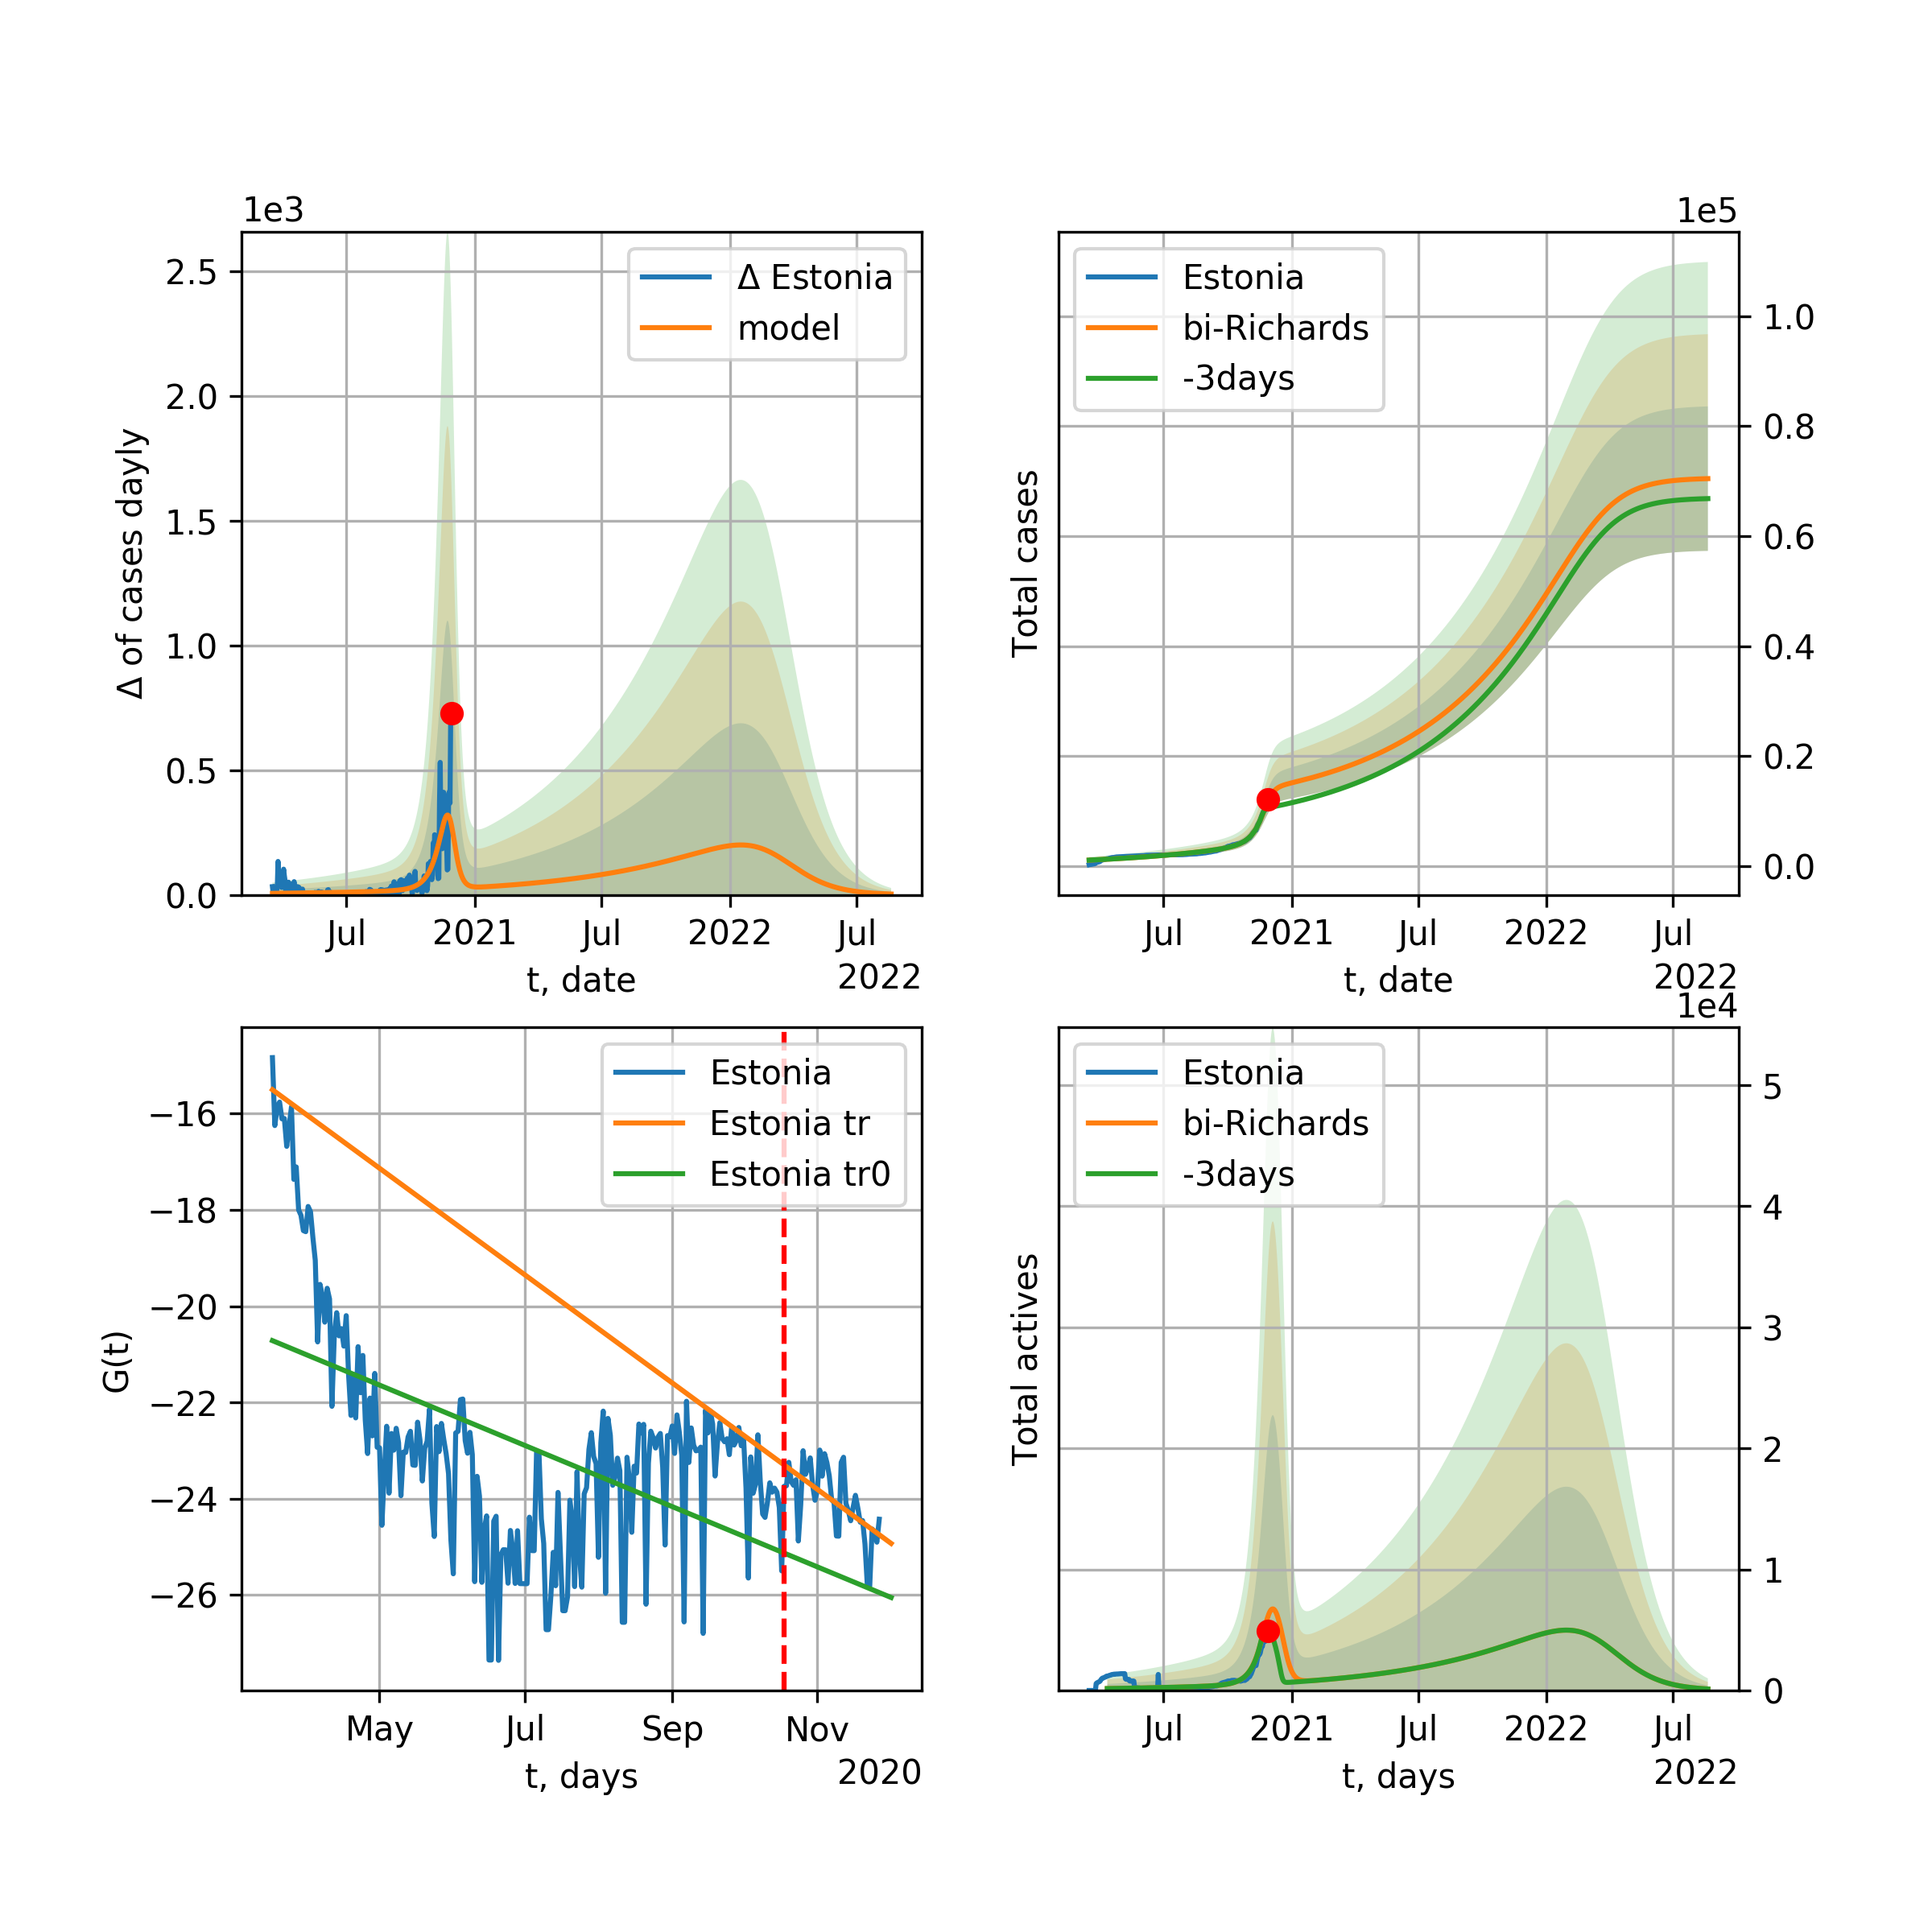 1e3
2.5
2.0
1.5
1.0
0.5
0.0
Δ of cases dayly
Δ Estonia
model
Jul
2021
Jul
2022
Jul
t, date
2022
1e5
Total cases
Estonia
bi-Richards
-3days
1.0
0.8
0.6
0.4
0.2
0.0
Jul
2021
Jul
2022
Jul
t, date
2022
−16
−18
−20
−22
−24
−26
G(t)
Estonia
Estonia tr
Estonia tr0
May
Jul
Sep
Nov
t, days
2020
1e4
Total actives
Estonia
bi-Richards
-3days
5
4
3
2
1
0
Jul
2021
Jul
2022
Jul
t, days
2022